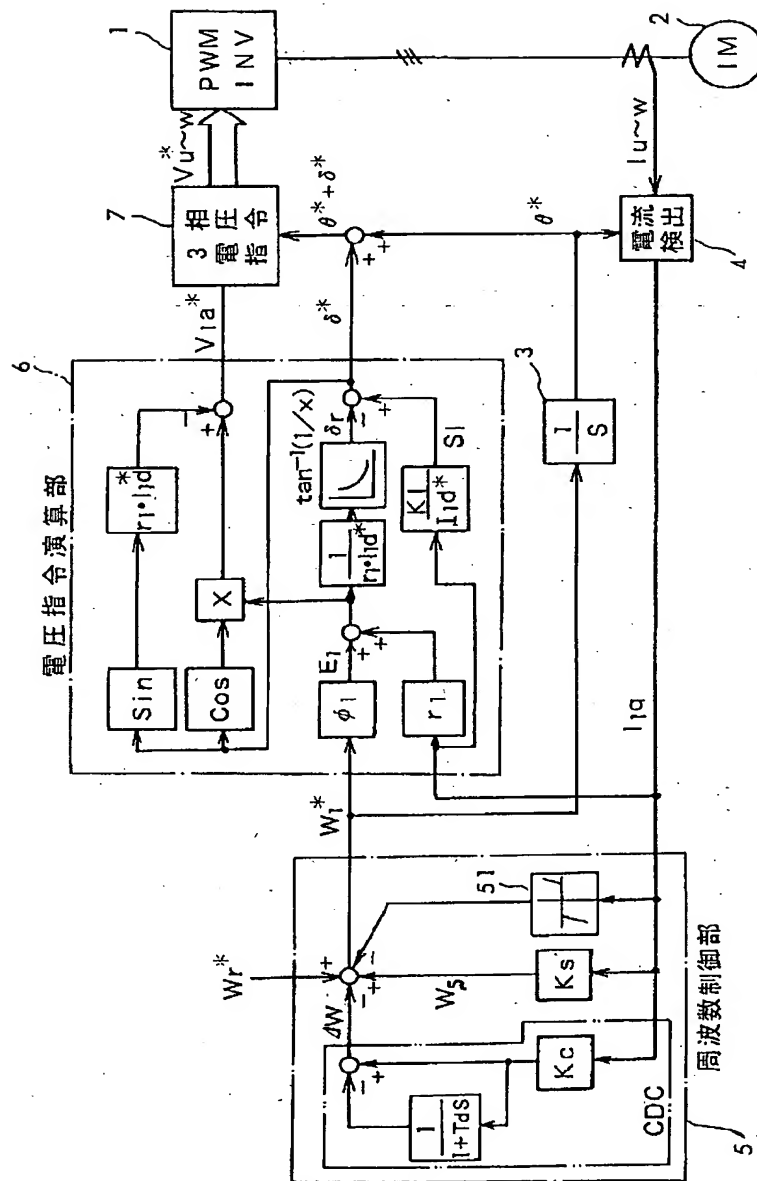 1
PWM
INV
2
IM
Vu~w*
Iu~w
7
3相
電圧
指令
θ*+δ*
θ*
電流
検出
4
V1a*
δ*
6
電圧指令演算部
r1・I1d*
Sin
Cos
X
tan⁻¹(1/x)
δr
1
r1・I1d*
E1
φ1
r1
K1
I1d*
S1
3
1
S
W1*
I1q
Wr*
ΔW
Ws
51
Ks
Kc
1
1+TdS
CDC
周波数制御部
5